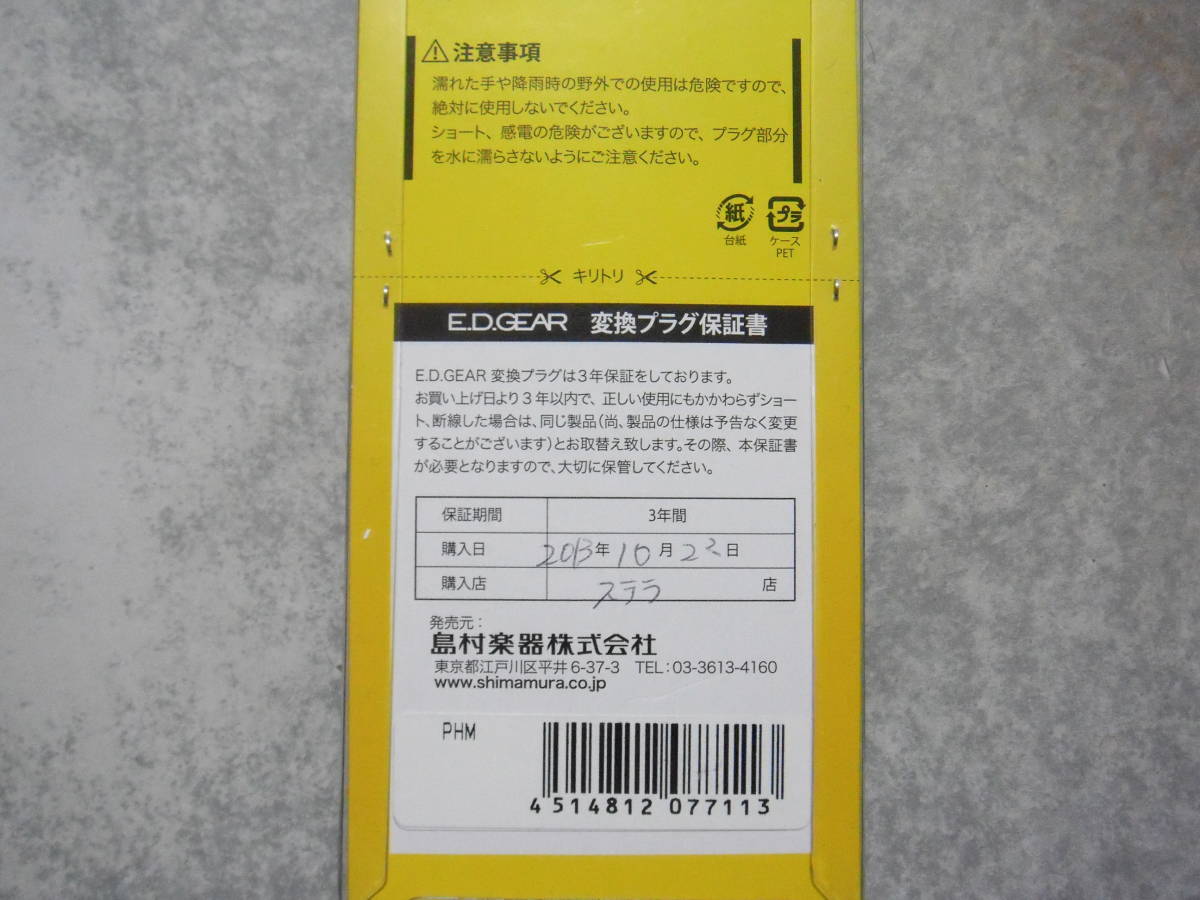 注意事項
濡れた手や降雨時の野外での使用は危険ですので、
絶対に使用しないでください。
ショート、感電の危険がございますので、プラグ部分
を水に濡らさないようにご注意ください。
紙 プラ
台紙 ケース
PET
キリトリ
E.D.GEAR 変換プラグ保証書
E.D.GEAR 変換プラグは3年保証をしております。
お買い上げ日より3年以内で、正しい使用にもかかわらずショー
ト、断線した場合は、同じ製品(尚、製品の仕様は予告なく変更
することがございます)とお取替え致します。その際、本保証書
が必要となりますので、大切に保管してください。
保証期間 3年間
購入日 2013年10月22日
購入店 ステラ 店
発売元:
島村楽器株式会社
東京都江戸川区平井6-37-3 TEL:03-3613-4160
www.shimamura.co.jp
PHM
4 514812 077113